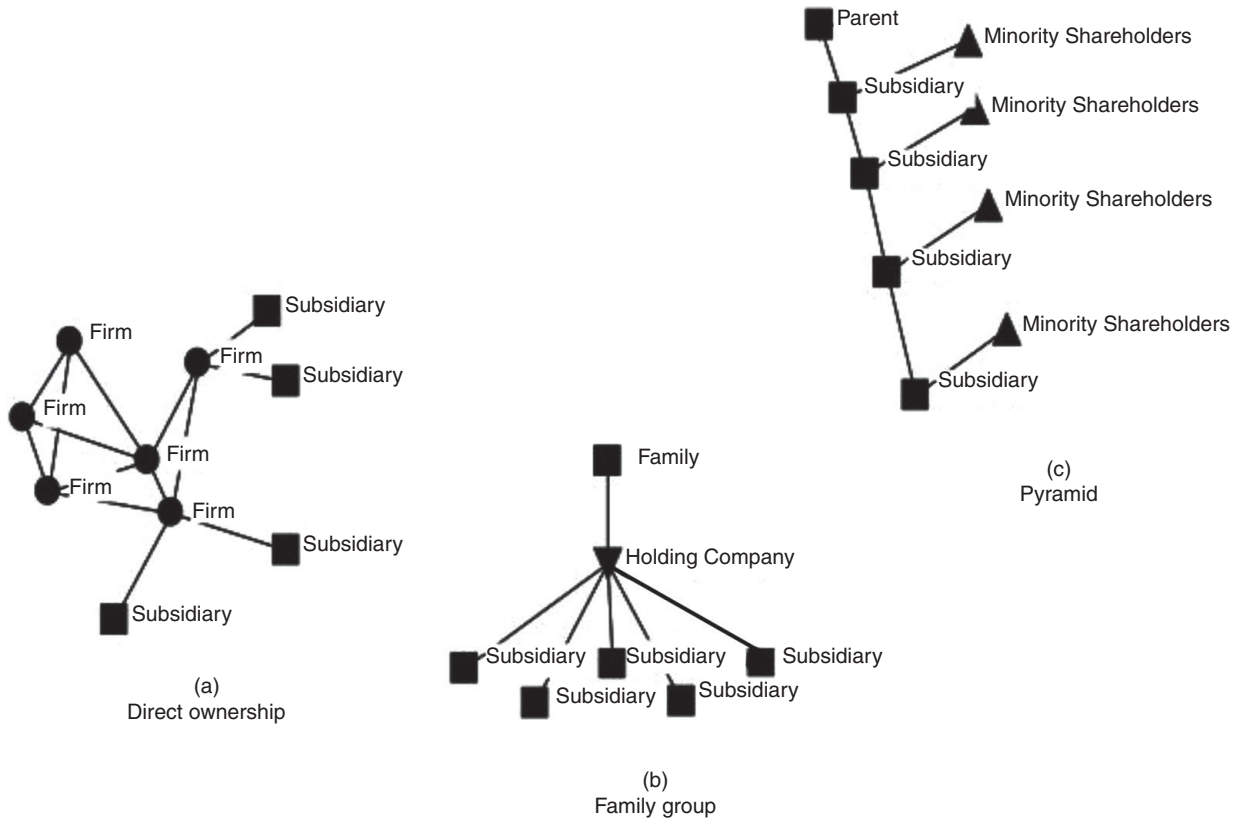 Parent
Minority Shareholders
Subsidiary
Minority Shareholders
Subsidiary
Minority Shareholders
Subsidiary
Minority Shareholders
Subsidiary
(c)
Pyramid
Subsidiary
Firm
Firm
Subsidiary
Firm
Firm
Firm
Firm
Subsidiary
Subsidiary
(a)
Direct ownership
Family
Holding Company
Subsidiary
Subsidiary
Subsidiary
Subsidiary
Subsidiary
(b)
Family group